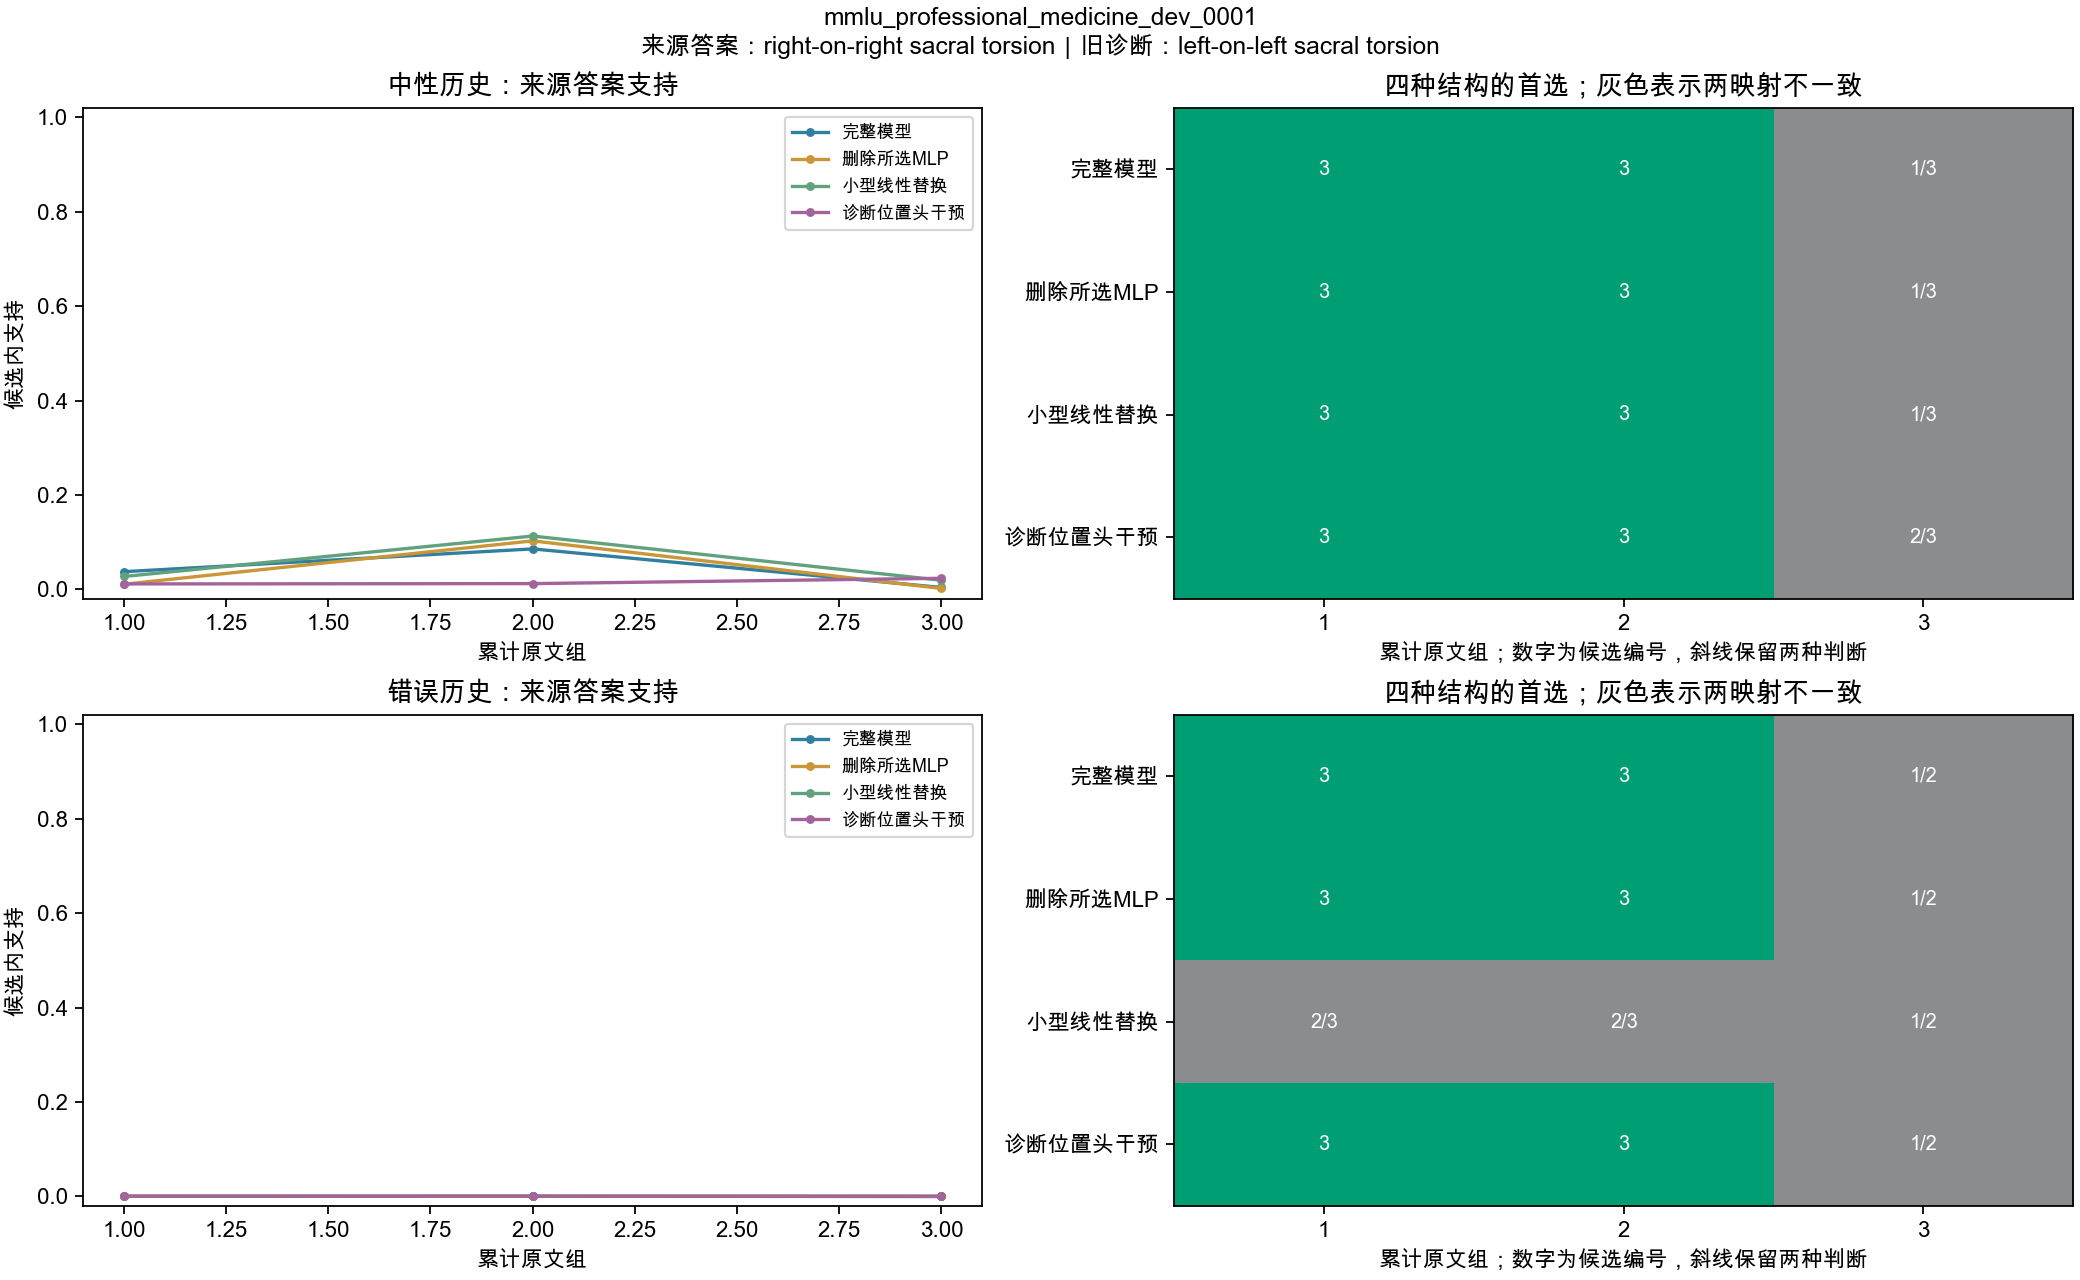 mmlu_professional_medicine_dev_0001
来源答案：right-on-right sacral torsion | 旧诊断：left-on-left sacral torsion
中性历史：来源答案支持
候选内支持
1.0
0.8
0.6
0.4
0.2
0.0
完整模型
删除所选MLP
小型线性替换
诊断位置头干预
1.00 1.25 1.50 1.75 2.00 2.25 2.50 2.75 3.00
累计原文组
四种结构的首选；灰色表示两映射不一致
完整模型 3 3 1/3
删除所选MLP 3 3 1/3
小型线性替换 3 3 1/3
诊断位置头干预 3 3 2/3
1 2 3
累计原文组；数字为候选编号，斜线保留两种判断
错误历史：来源答案支持
候选内支持
1.0
0.8
0.6
0.4
0.2
0.0
完整模型
删除所选MLP
小型线性替换
诊断位置头干预
1.00 1.25 1.50 1.75 2.00 2.25 2.50 2.75 3.00
累计原文组
四种结构的首选；灰色表示两映射不一致
完整模型 3 3 1/2
删除所选MLP 3 3 1/2
小型线性替换 2/3 2/3 1/2
诊断位置头干预 3 3 1/2
1 2 3
累计原文组；数字为候选编号，斜线保留两种判断